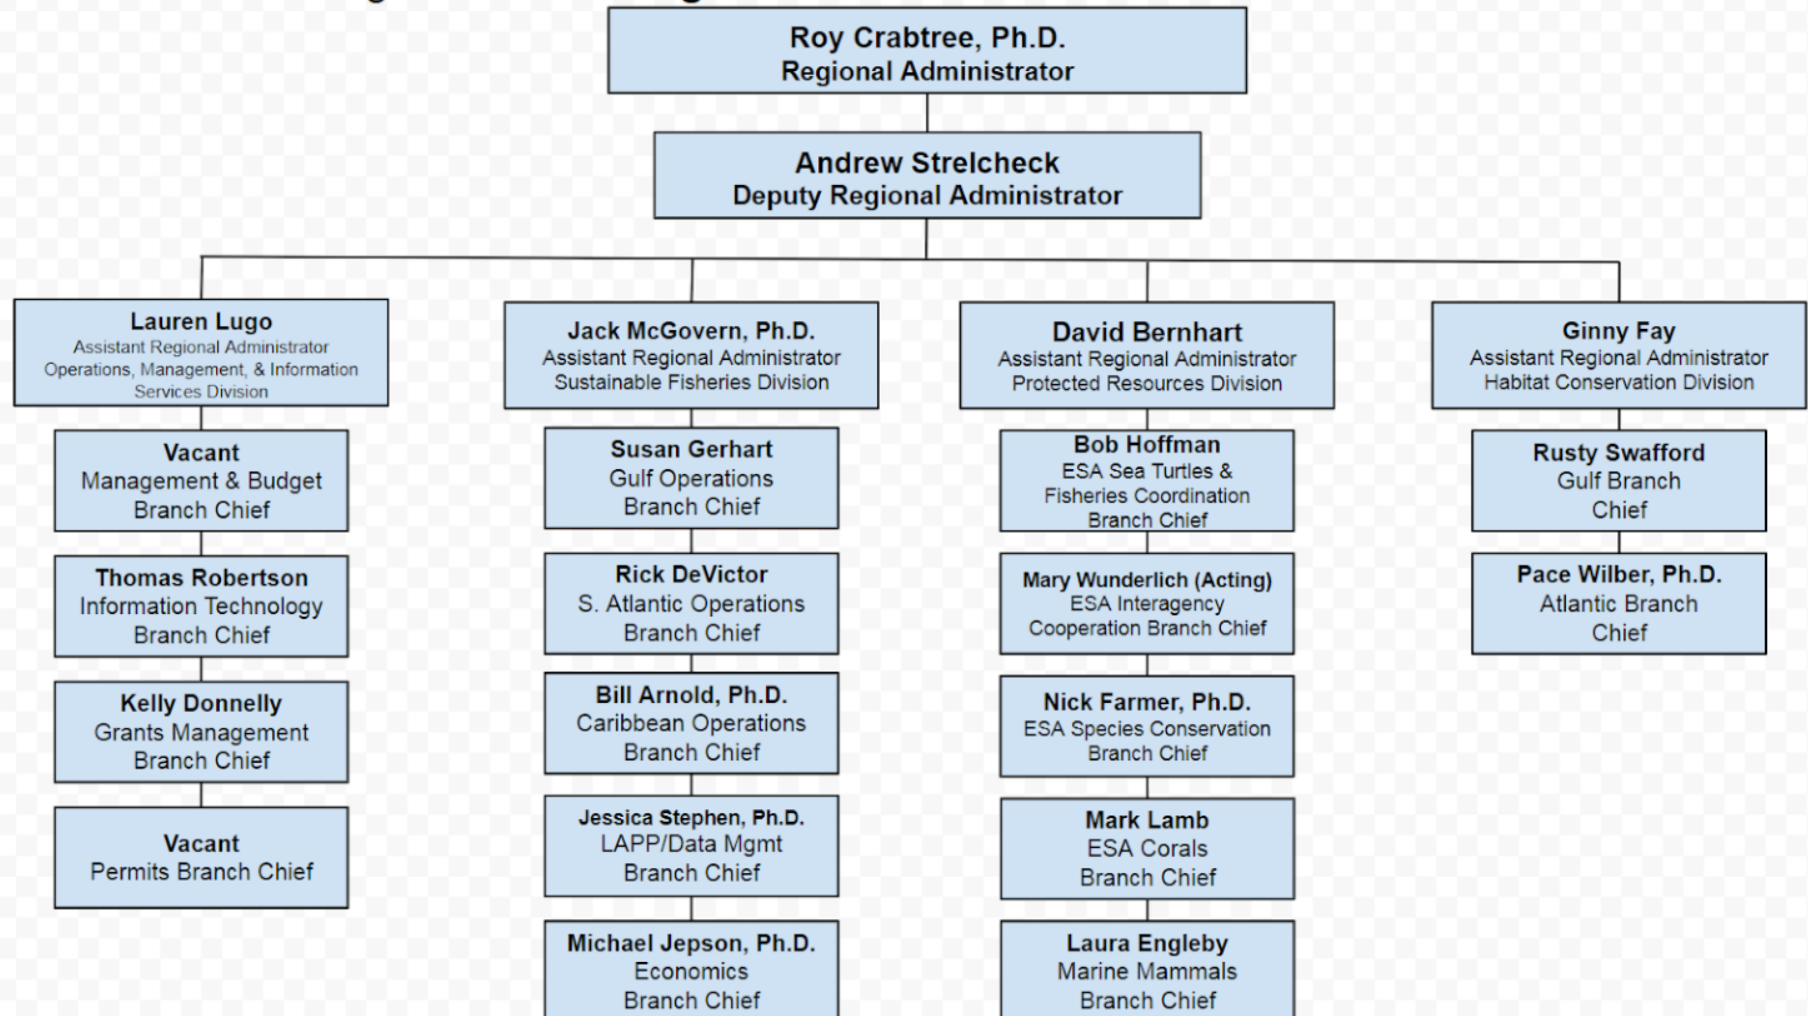 Roy Crabtree, Ph.D.
Regional Administrator
Andrew Strelcheck
Deputy Regional Administrator
Lauren Lugo
Assistant Regional Administrator
Operations, Management, & Information
Services Division
Vacant
Management & Budget
Branch Chief
Thomas Robertson
Information Technology
Branch Chief
Kelly Donnelly
Grants Management
Branch Chief
Vacant
Permits Branch Chief
Jack McGovern, Ph.D.
Assistant Regional Administrator
Sustainable Fisheries Division
Susan Gerhart
Gulf Operations
Branch Chief
Rick DeVictor
S. Atlantic Operations
Branch Chief
Bill Arnold, Ph.D.
Caribbean Operations
Branch Chief
Jessica Stephen, Ph.D.
LAPP/Data Mgmt
Branch Chief
Michael Jepson, Ph.D.
Economics
Branch Chief
David Bernhart
Assistant Regional Administrator
Protected Resources Division
Bob Hoffman
ESA Sea Turtles &
Fisheries Coordination
Branch Chief
Mary Wunderlich (Acting)
ESA Interagency
Cooperation Branch Chief
Nick Farmer, Ph.D.
ESA Species Conservation
Branch Chief
Mark Lamb
ESA Corals
Branch Chief
Laura Engleby
Marine Mammals
Branch Chief
Ginny Fay
Assistant Regional Administrator
Habitat Conservation Division
Rusty Swafford
Gulf Branch
Chief
Pace Wilber, Ph.D.
Atlantic Branch
Chief